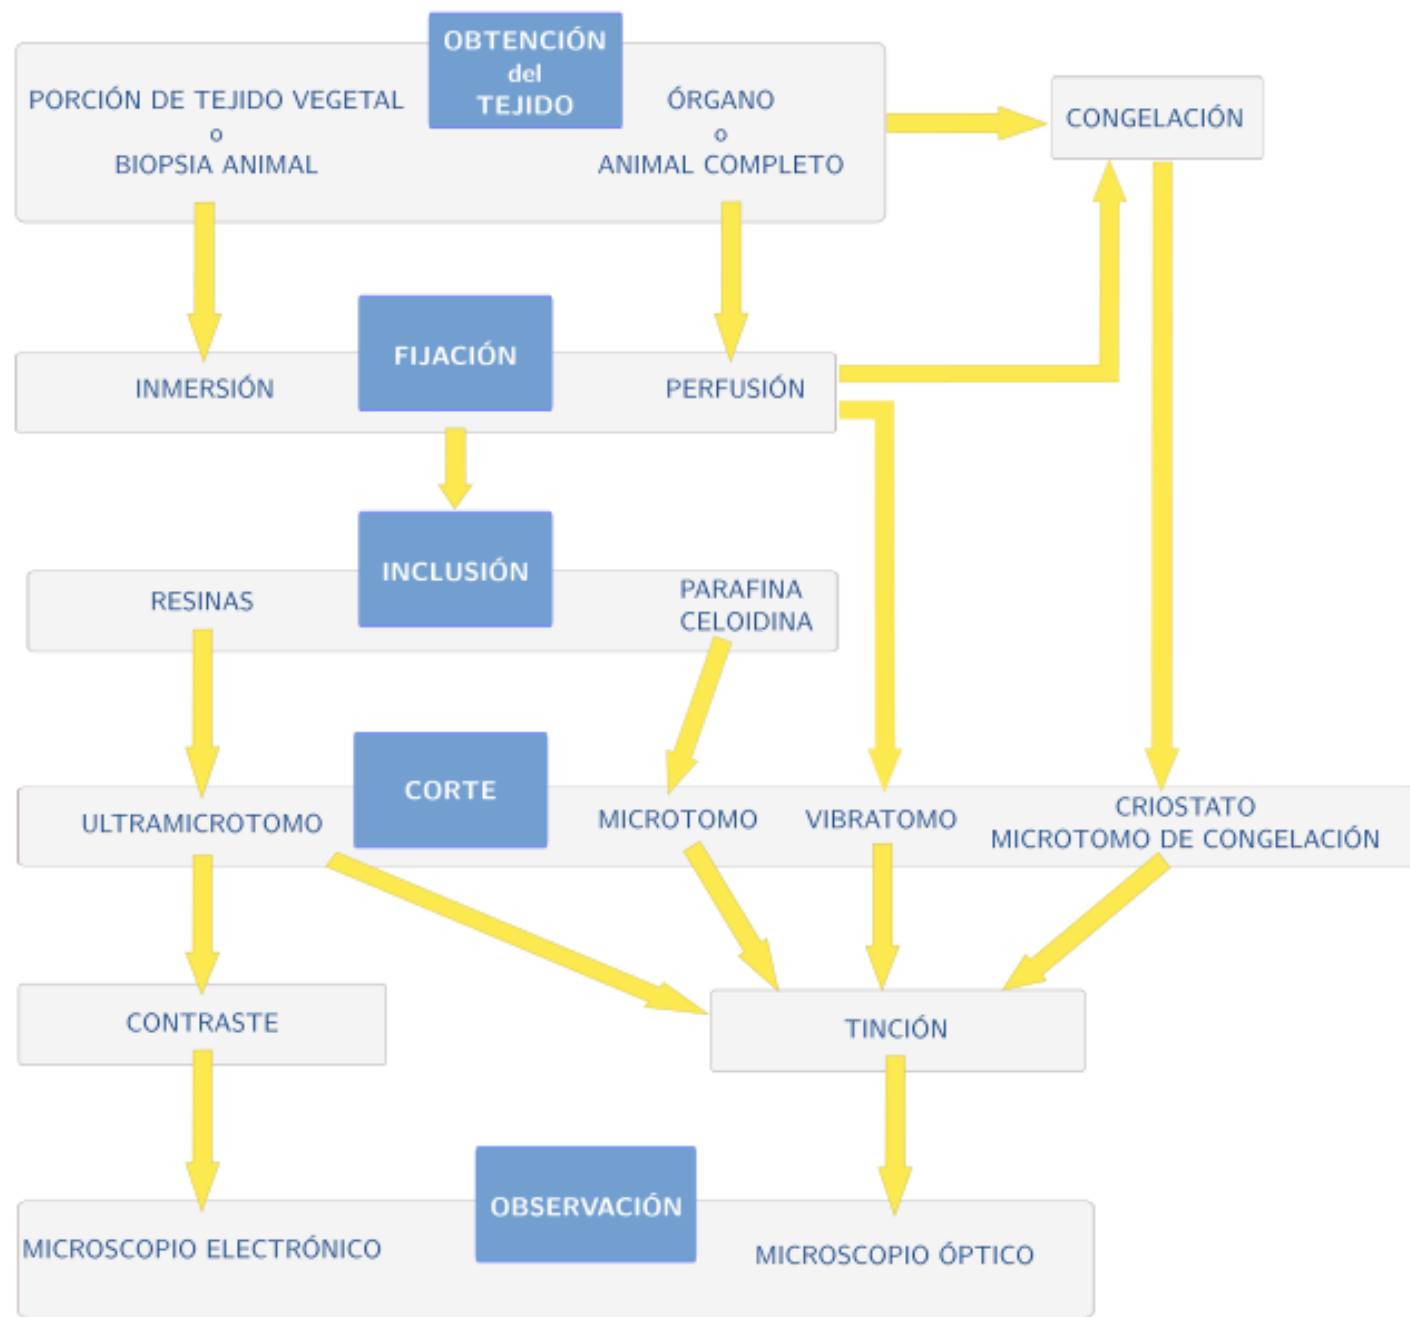 OBTENCIÓN
del
TEJIDO
PORCIÓN DE TEJIDO VEGETAL
o
BIOPSIA ANIMAL
ÓRGANO
o
ANIMAL COMPLETO
CONGELACIÓN
FIJACIÓN
INMERSIÓN
PERFUSIÓN
INCLUSIÓN
RESINAS
PARAFINA
CELOIDINA
CORTE
ULTRAMICROTOMO
MICROTOMO
VIBRATOMO
CRIOSTATO
MICROTOMO DE CONGELACIÓN
CONTRASTE
TINCIÓN
OBSERVACIÓN
MICROSCOPIO ELECTRÓNICO
MICROSCOPIO ÓPTICO